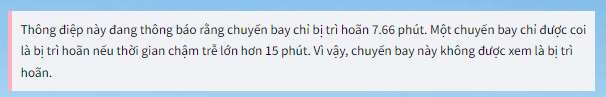 Thông điệp này đang thông báo rằng chuyến bay chỉ bị trì hoãn 7.66 phút. Một chuyến bay chỉ được coi
là bị trì hoãn nếu thời gian chậm trễ lớn hơn 15 phút. Vì vậy, chuyến bay này không được xem là bị trì
hoãn.